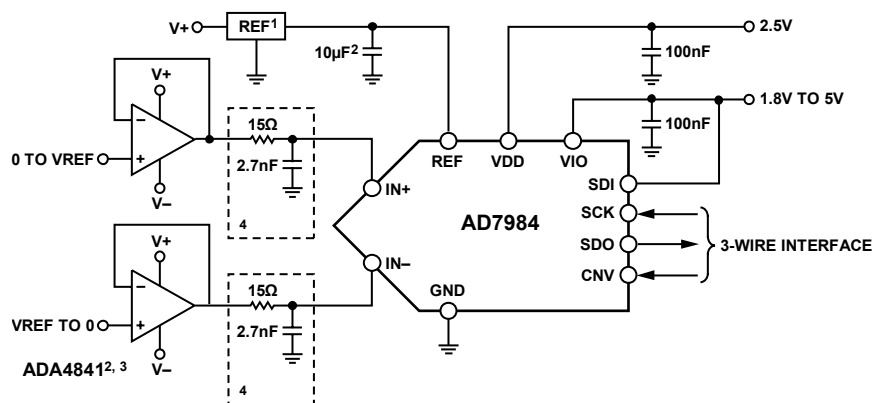 V+
REF¹
10µF²
100nF
2.5V
100nF
1.8V TO 5V
V+
–
+
0 TO VREF
V–
15Ω
2.7nF
4
REF
VDD
VIO
IN+
AD7984
IN–
GND
SDI
SCK
SDO
CNV
3-WIRE INTERFACE
V+
–
+
VREF TO 0
V–
ADA4841²,³
15Ω
2.7nF
4